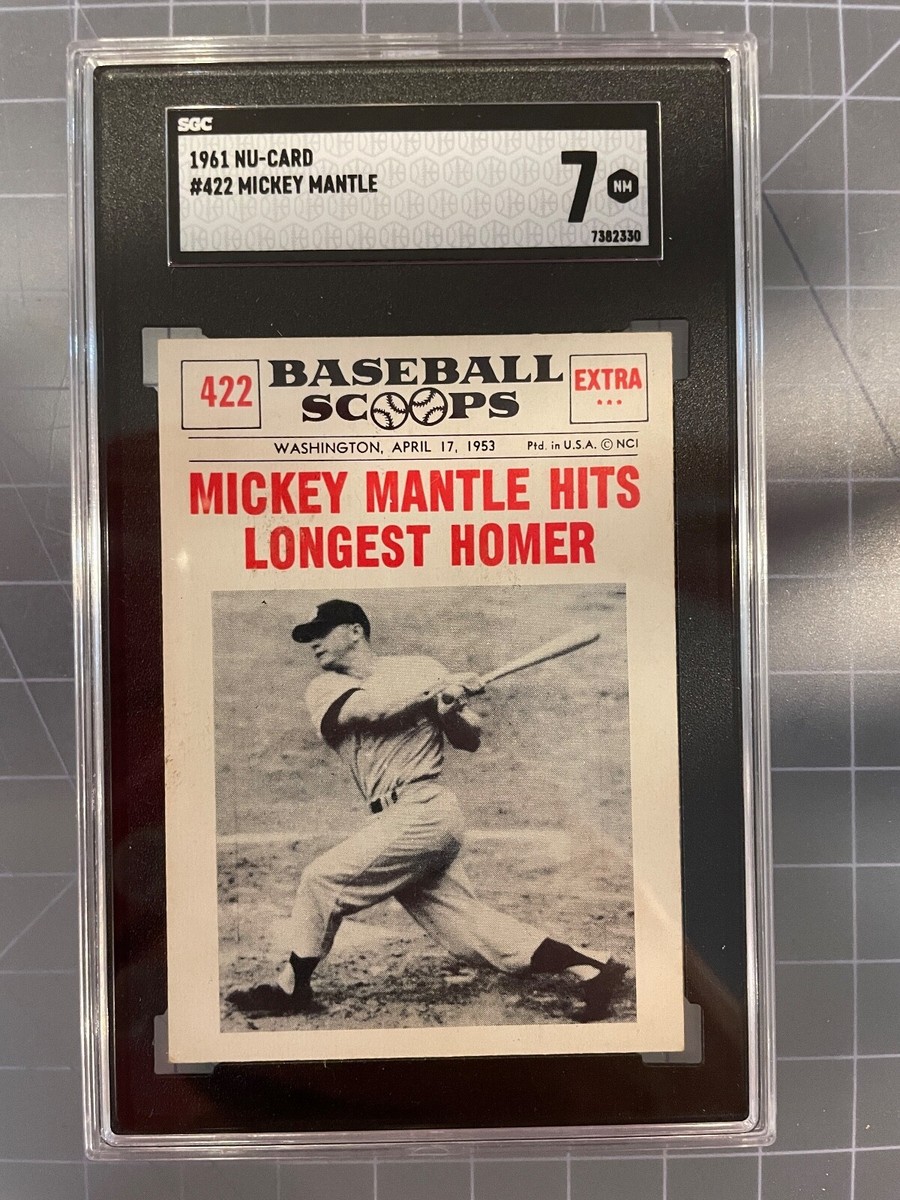 SGC
1961 NU-CARD
#422 MICKEY MANTLE
7 NM
7382330
422
BASEBALL
SCOOPS
EXTRA
WASHINGTON, APRIL 17, 1953 Ptd. in U.S.A. © NCI
MICKEY MANTLE HITS
LONGEST HOMER